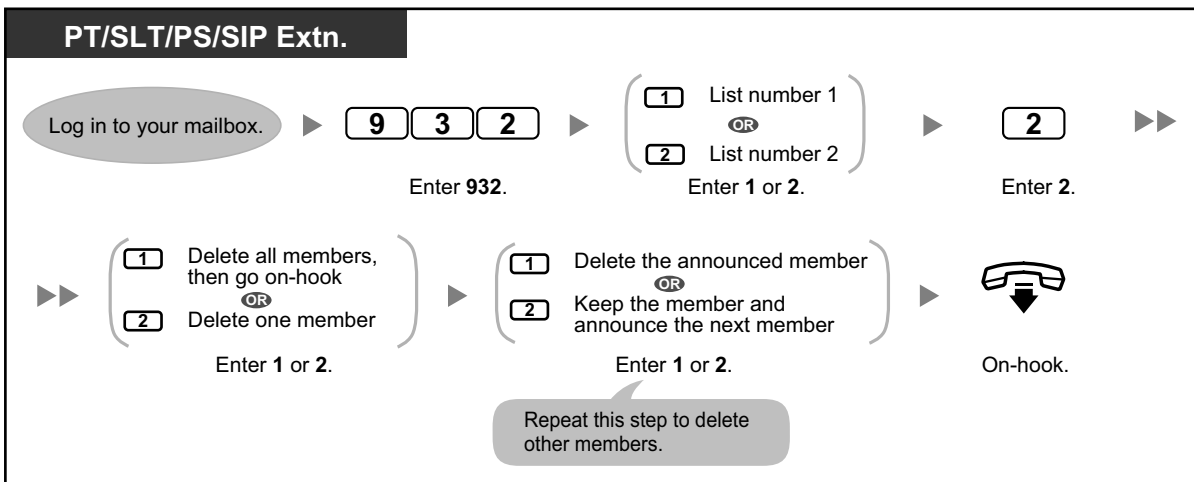 PT/SLT/PS/SIP Extn.
Log in to your mailbox.
9 3 2
Enter 932.
1 List number 1
OR
2 List number 2
Enter 1 or 2.
2
Enter 2.
1 Delete all members,
then go on-hook
OR
2 Delete one member
Enter 1 or 2.
1 Delete the announced member
OR
2 Keep the member and
announce the next member
Enter 1 or 2.
Repeat this step to delete
other members.
On-hook.